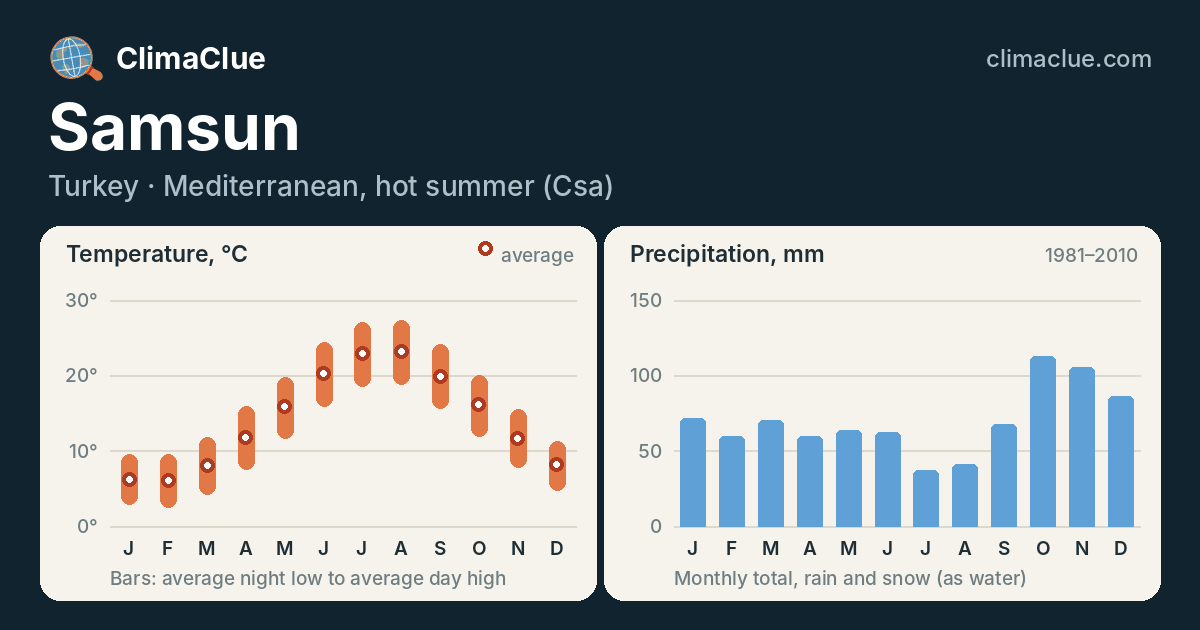 ClimaClue
climaclue.com
Samsun
Turkey · Mediterranean, hot summer (Csa)
Temperature, °C
average
30°
20°
10°
0°
J F M A M J J A S O N D
Bars: average night low to average day high
Precipitation, mm
1981–2010
150
100
50
0
J F M A M J J A S O N D
Monthly total, rain and snow (as water)